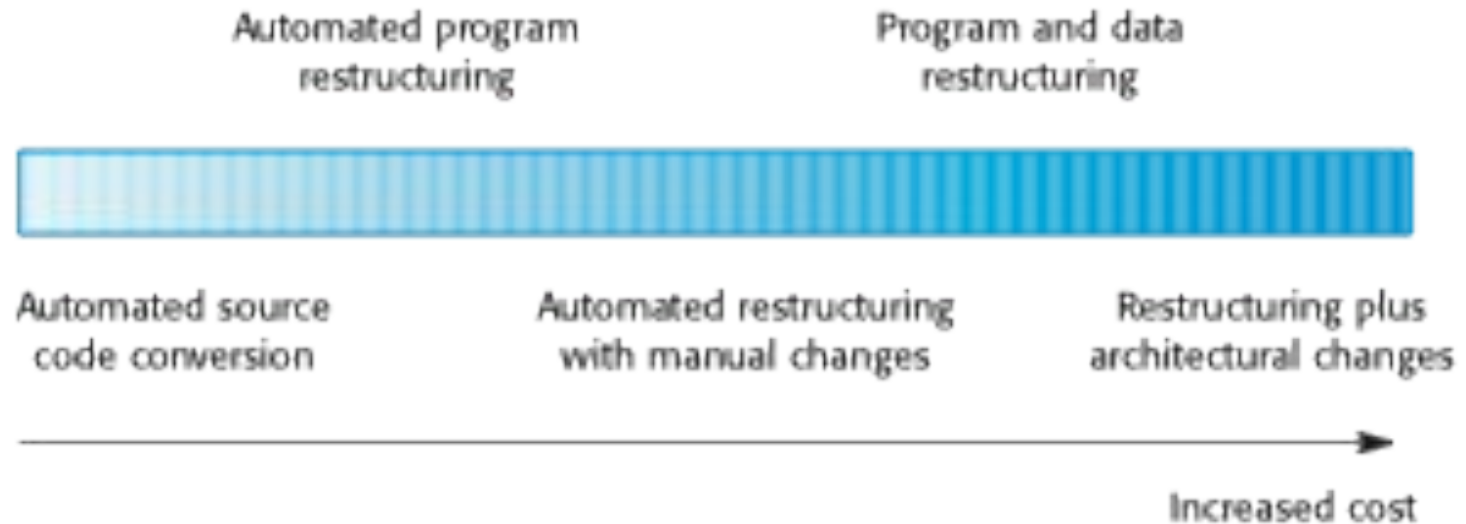 Automated program
restructuring
Program and data
restructuring
Automated source
code conversion
Automated restructuring
with manual changes
Restructuring plus
architectural changes
Increased cost